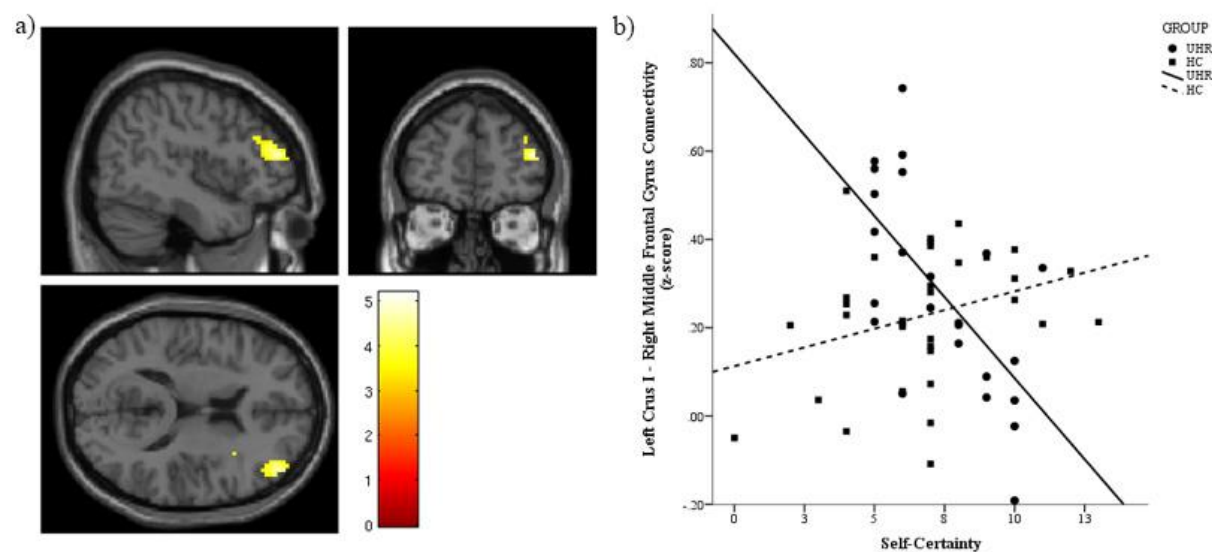 a)
5
4
3
2
1
0
b)
Left Crus I - Right Middle Frontal Gyrus Connectivity
(z-score)
.80
.60
.40
.20
.00
-.20
0
3
5
8
10
13
Self-Certainty
GROUP
UHR
HC
UHR
HC